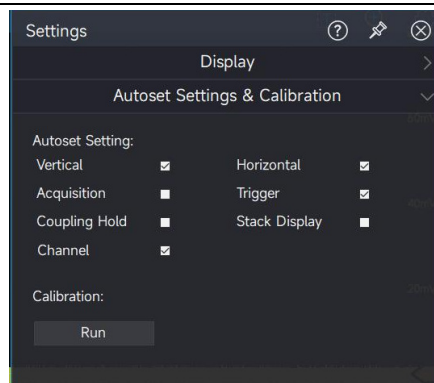 Settings
Display
Autoset Settings & Calibration
Autoset Setting:
Vertical Horizontal
Acquisition Trigger
Coupling Hold Stack Display
Channel
Calibration:
Run